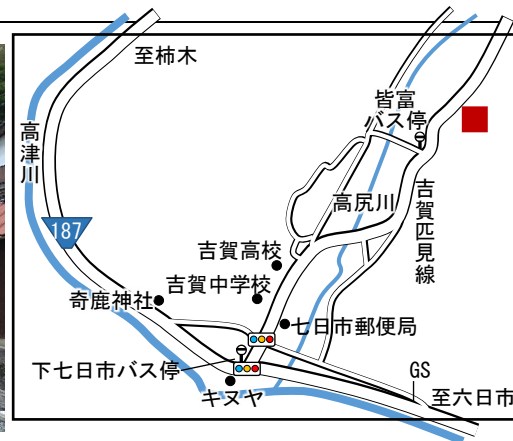 至柿木
皆富
バス停
高津川
187
高尻川
吉賀匹見線
吉賀高校
吉賀中学校
奇鹿神社
七日市郵便局
下七日市バス停
GS
キヌヤ
至六日市